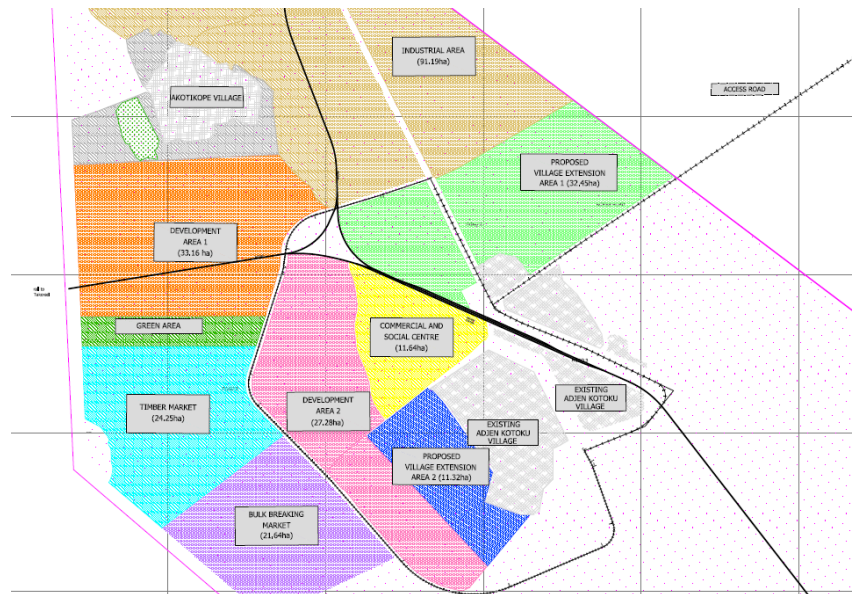 INDUSTRIAL AREA
(91.19ha)
ACCESS ROAD
AKOTIKOPE VILLAGE
PROPOSED
VILLAGE EXTENSION
AREA 1 (32,45ha)
DEVELOPMENT
AREA 1
(33.16 ha)
GREEN AREA
COMMERCIAL AND
SOCIAL CENTRE
(11.64ha)
TIMBER MARKET
(24.25ha)
DEVELOPMENT
AREA 2
(27.28ha)
EXISTING
ADJEN KOTOKU
VILLAGE
EXISTING
ADJEN KOTOKU
VILLAGE
PROPOSED
VILLAGE EXTENSION
AREA 2 (11.32ha)
BULK BREAKING
MARKET
(21,64ha)